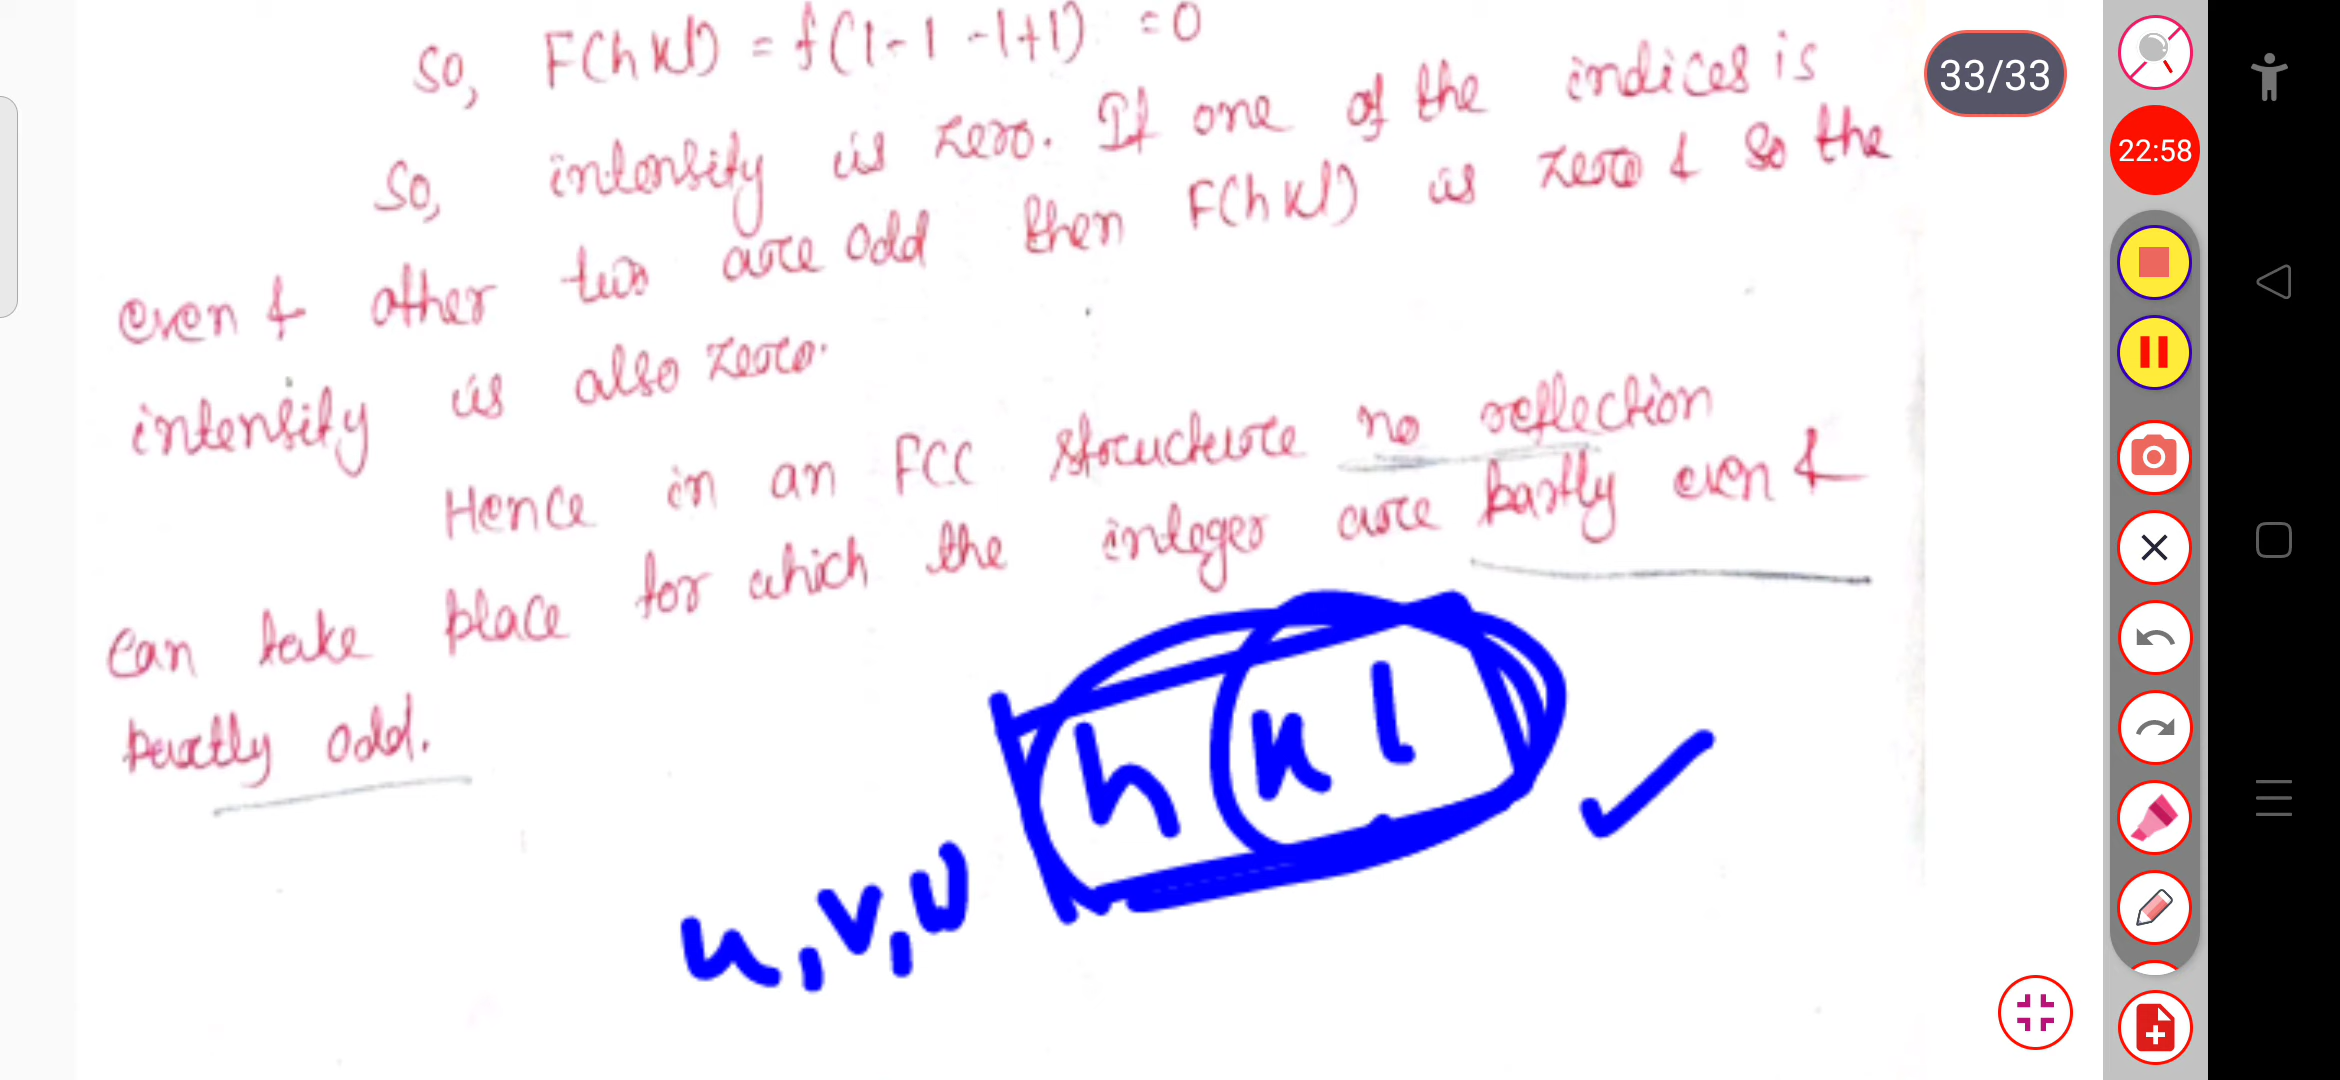 So, F(hkl) = f(1-1-1+1) = 0
So, intensity is zero. If one of the indices is
even & other two are odd then F(hkl) is zero & so the
intensity is also zero.
Hence in an FCC structure no reflection
can take place for which the integer are partly even &
partly odd.
h k l
u, v, w
33/33
22:58